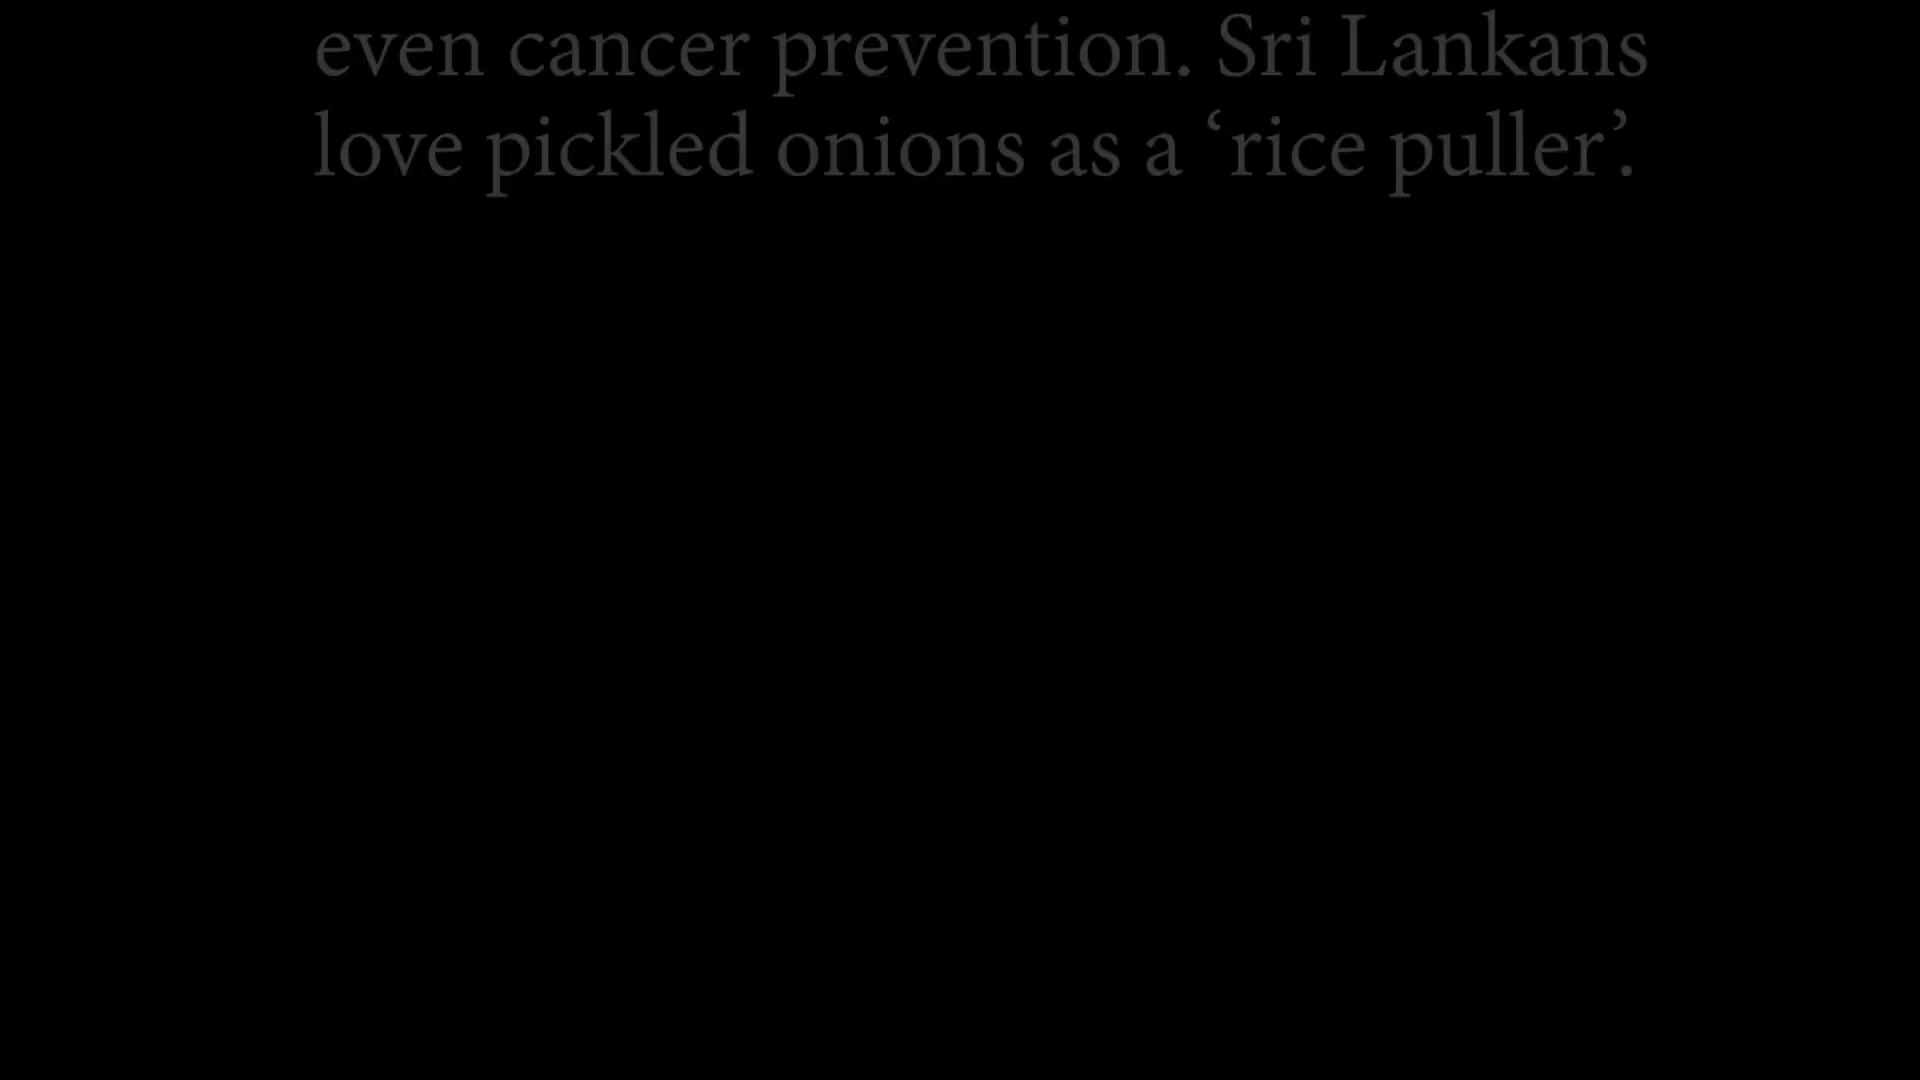 even cancer prevention. Sri Lankans
love pickled onions as a ‘rice puller’.